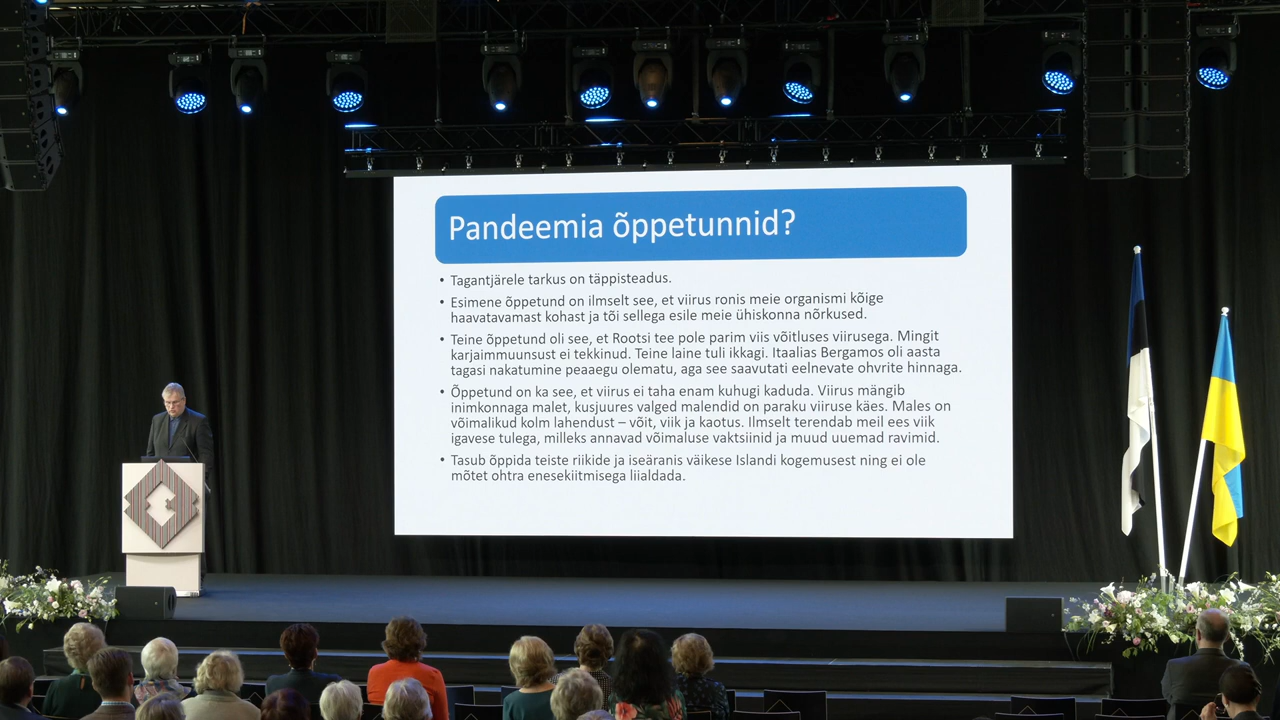 Pandeemia õppetunnid?
• Tagantjärele tarkus on täppisteadus.
• Esimene õppetund on ilmselt see, et viirus ronis meie organismi kõige
haavatavamast kohast ja tõi sellega esile meie ühiskonna nõrkused.
• Teine õppetund oli see, et Rootsi tee pole parim viis võitluses viirusega. Mingit
karjaimmuunsust ei tekkinud. Teine laine tuli ikkagi. Itaalias Bergamos oli aasta
tagasi nakatumine peaaegu olematu, aga see saavutati eelnevate ohvrite hinnaga.
• Õppetund on ka see, et viirus ei taha enam kuhugi kaduda. Viirus mängib
inimkonnaga malet, kusjuures valged malendid on paraku viiruse käes. Males on
võimalikud kolm lahendust – võit, viik ja kaotus. Ilmselt terendab meil ees viik
igavese tulega, milleks annavad võimaluse vaktsiinid ja muud uuemad ravimid.
• Tasub õppida teiste riikide ja iseäranis väikese Islandi kogemusest ning ei ole
mõtet ohtra enesekiitmisega liialdada.